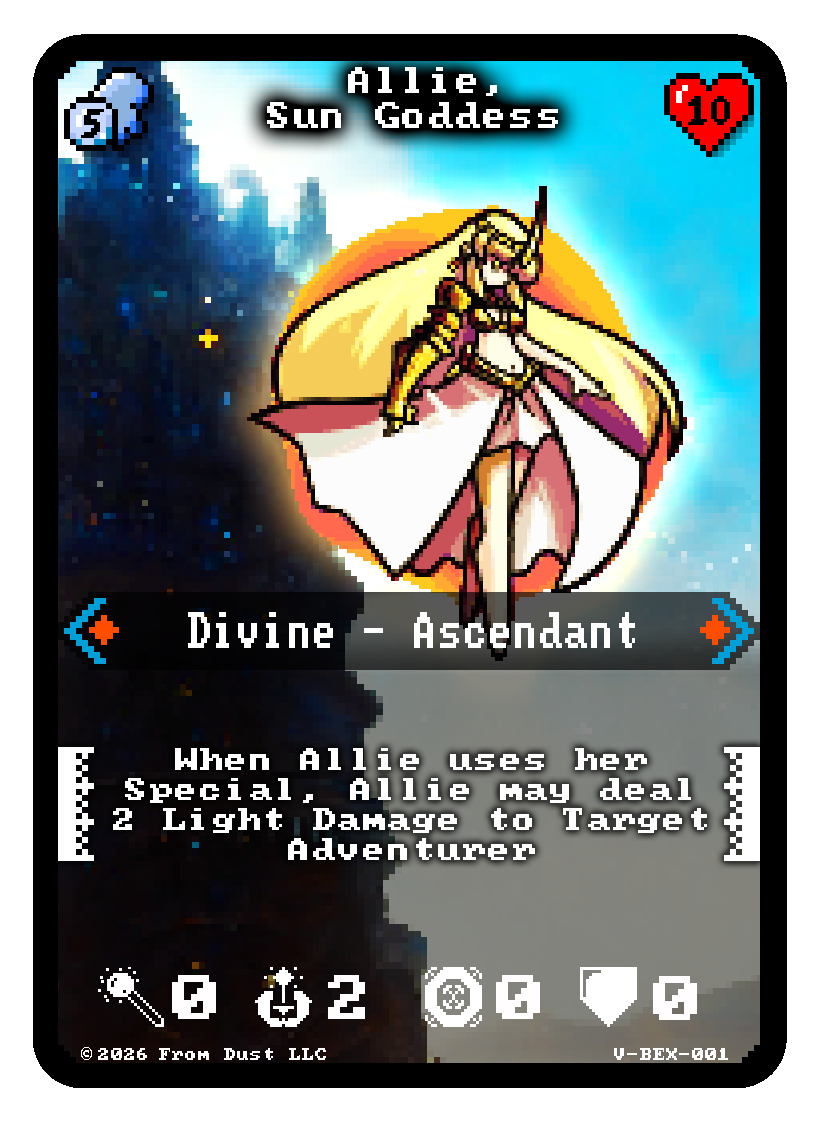 5
Allie,
Sun Goddess
10
Divine - Ascendant
When Allie uses her
Special, Allie may deal
2 Light Damage to Target
Adventurer
0 2 0 0
©2026 From Dust LLC
V-BEX-001